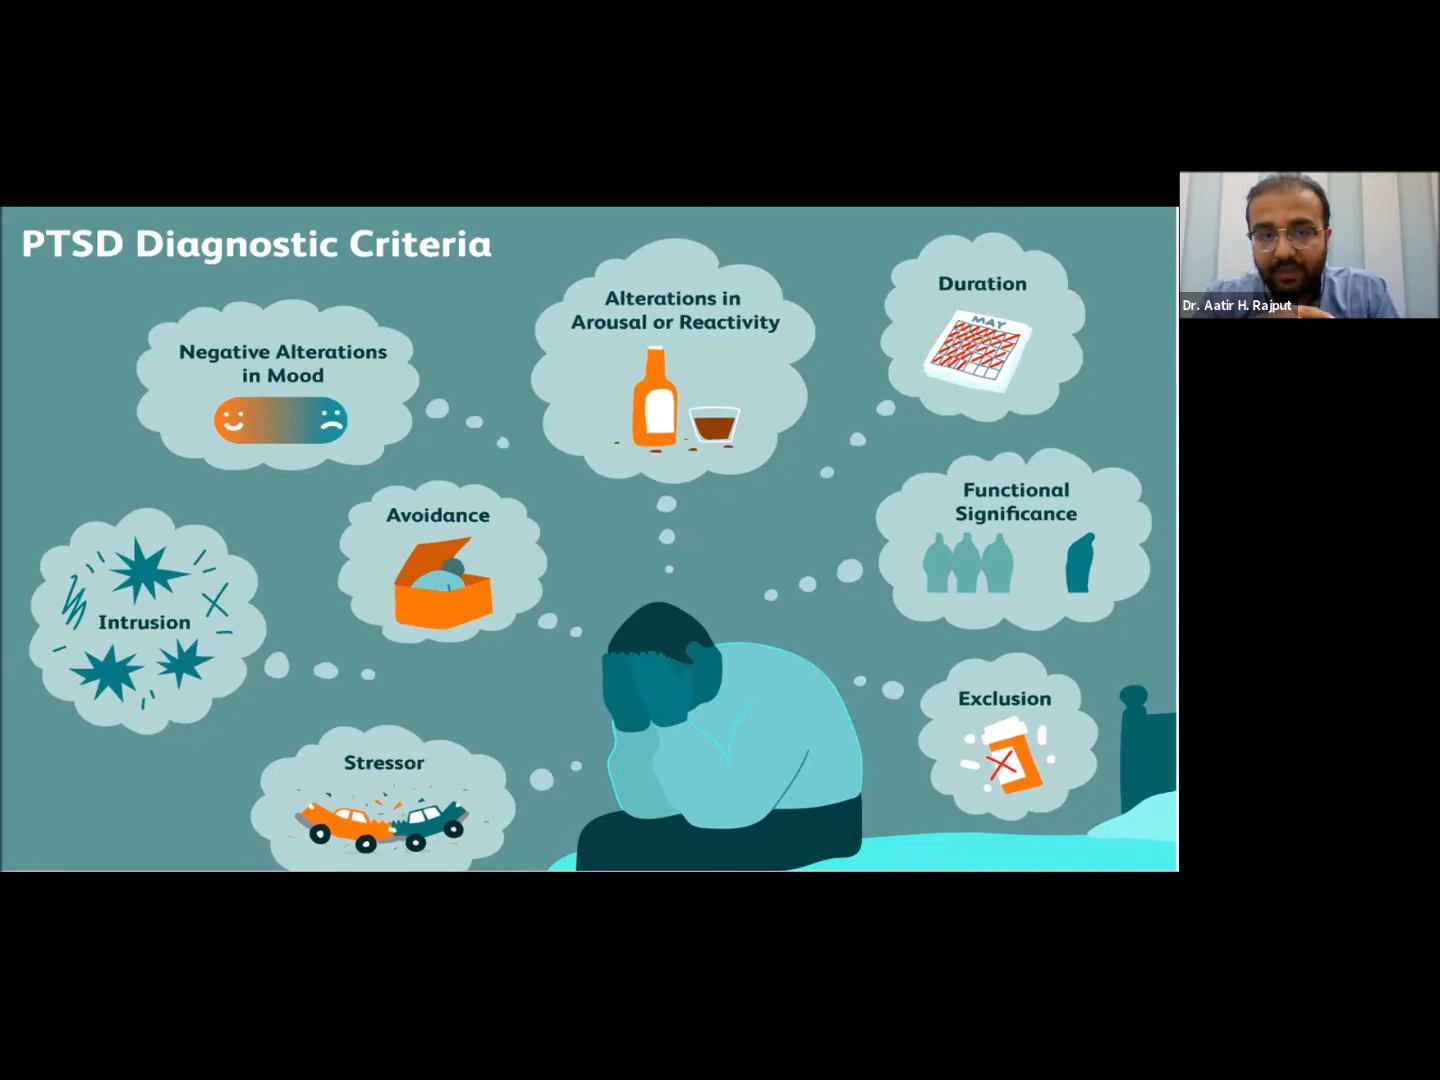 PTSD Diagnostic Criteria
Negative Alterations
in Mood
Alterations in
Arousal or Reactivity
Duration
MAY
Avoidance
Functional
Significance
Intrusion
Exclusion
Stressor
Dr. Aatir H. Rajput